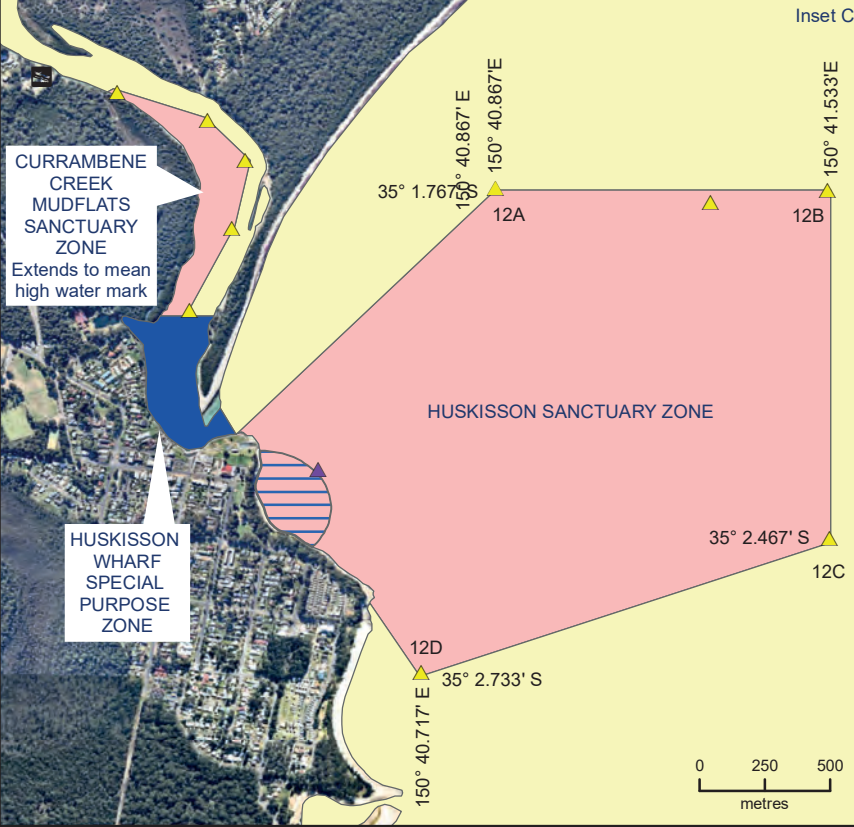 Inset C
150° 40.867' E
150° 40.867'E
150° 41.533'E
35° 1.767' S
12A
12B
CURRAMBENE
CREEK
MUDFLATS
SANCTUARY
ZONE
Extends to mean
high water mark
HUSKISSON SANCTUARY ZONE
HUSKISSON
WHARF
SPECIAL
PURPOSE
ZONE
35° 2.467' S
12C
12D
35° 2.733' S
150° 40.717' E
0 250 500
metres